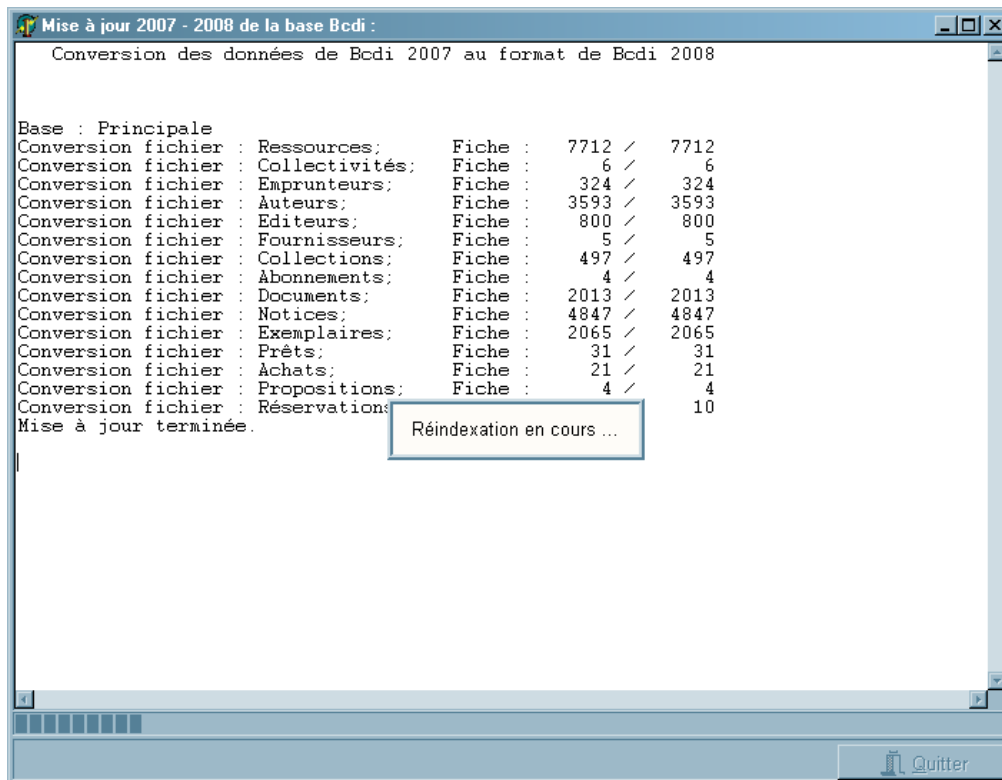 Mise à jour 2007 - 2008 de la base Bcdi :
Conversion des données de Bcdi 2007 au format de Bcdi 2008
Base : Principale
Conversion fichier : Ressources; Fiche : 7712 / 7712
Conversion fichier : Collectivités; Fiche : 6 / 6
Conversion fichier : Emprunteurs; Fiche : 324 / 324
Conversion fichier : Auteurs; Fiche : 3593 / 3593
Conversion fichier : Editeurs; Fiche : 800 / 800
Conversion fichier : Fournisseurs; Fiche : 5 / 5
Conversion fichier : Collections; Fiche : 497 / 497
Conversion fichier : Abonnements; Fiche : 4 / 4
Conversion fichier : Documents; Fiche : 2013 / 2013
Conversion fichier : Notices; Fiche : 4847 / 4847
Conversion fichier : Exemplaires; Fiche : 2065 / 2065
Conversion fichier : Prêts; Fiche : 31 / 31
Conversion fichier : Achats; Fiche : 21 / 21
Conversion fichier : Propositions; Fiche : 4 / 4
Conversion fichier : Réservations 10
Mise à jour terminée.
Réindexation en cours ...
Quitter